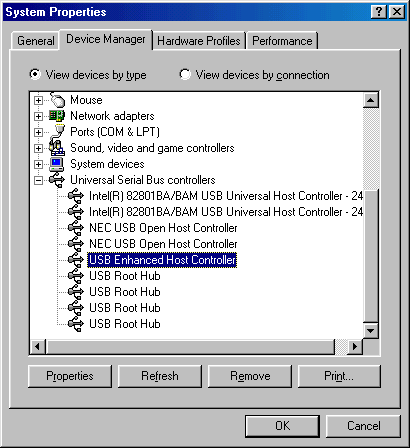 System Properties
General Device Manager Hardware Profiles Performance
View devices by type View devices by connection
Mouse
Network adapters
Ports (COM & LPT)
Sound, video and game controllers
System devices
Universal Serial Bus controllers
Intel(R) 82801BA/BAM USB Universal Host Controller - 24
Intel(R) 82801BA/BAM USB Universal Host Controller - 24
NEC USB Open Host Controller
NEC USB Open Host Controller
USB Enhanced Host Controller
USB Root Hub
USB Root Hub
USB Root Hub
USB Root Hub
Properties Refresh Remove Print...
OK Cancel